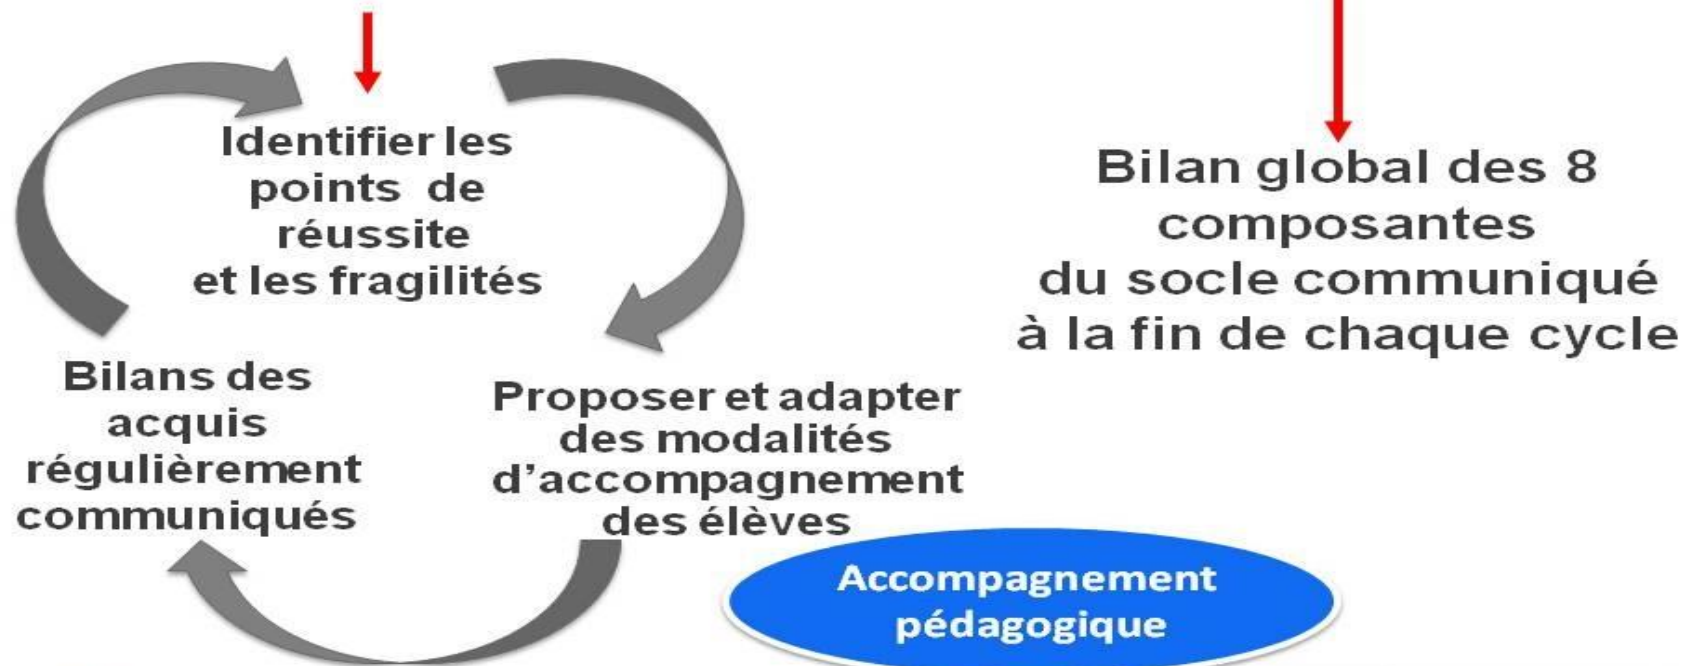 Identifier les
points de
réussite
et les fragilités
Proposer et adapter
des modalités
d'accompagnement
des élèves
Bilans des
acquis
régulièrement
communiqués
Accompagnement
pédagogique
Bilan global des 8
composantes
du socle communiqué
à la fin de chaque cycle